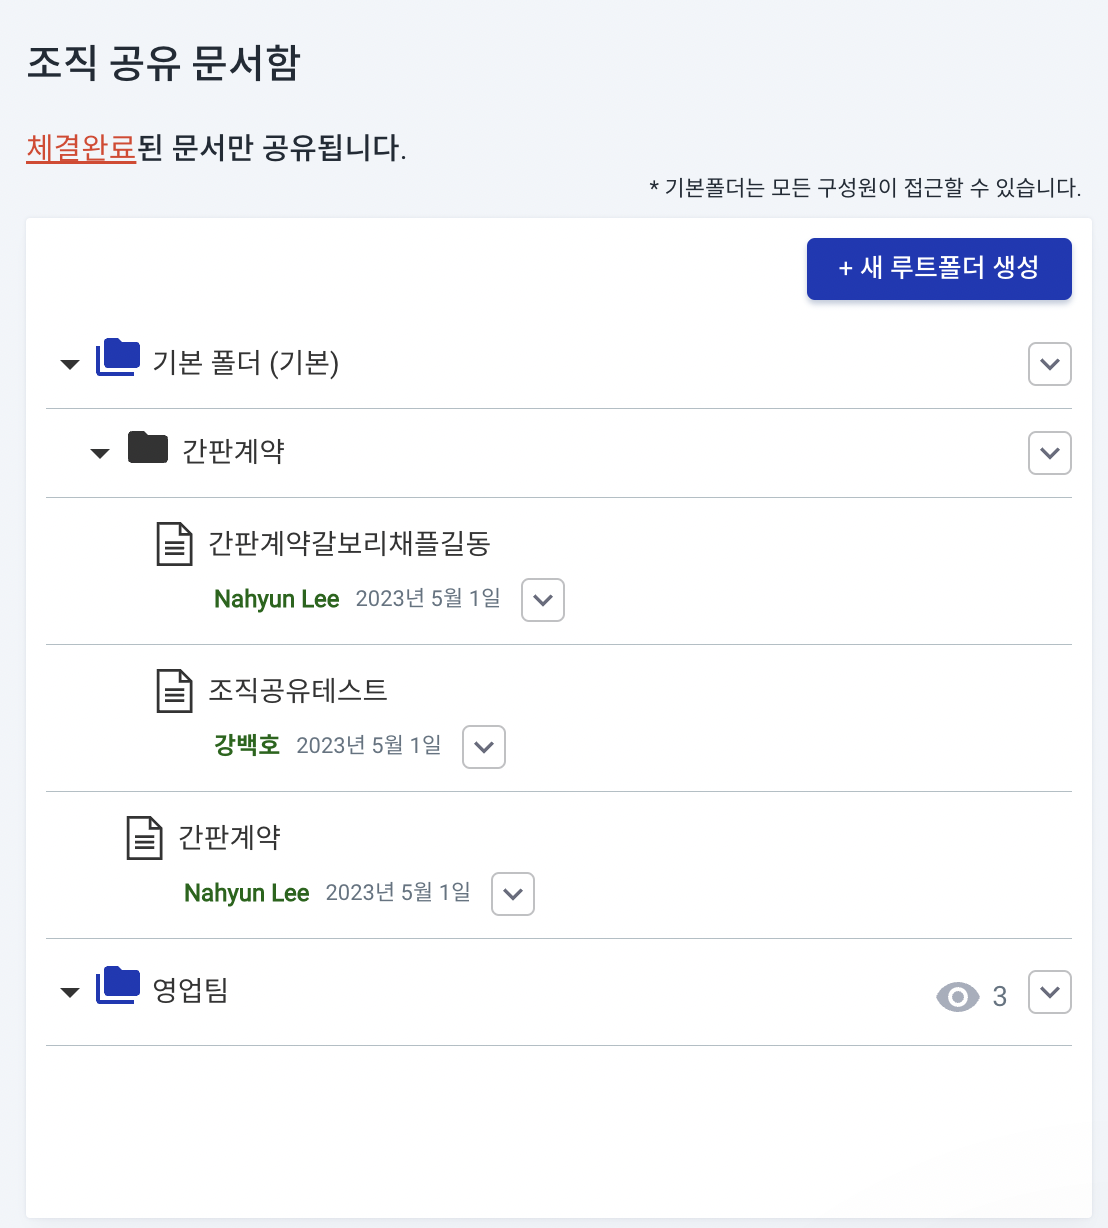 조직 공유 문서함
체결완료된 문서만 공유됩니다.
* 기본폴더는 모든 구성원이 접근할 수 있습니다.
+ 새 루트폴더 생성
기본 폴더 (기본)
간판계약
간판계약갈보리채플길동
Nahyun Lee 2023년 5월 1일
조직공유테스트
강백호 2023년 5월 1일
간판계약
Nahyun Lee 2023년 5월 1일
영업팀 3